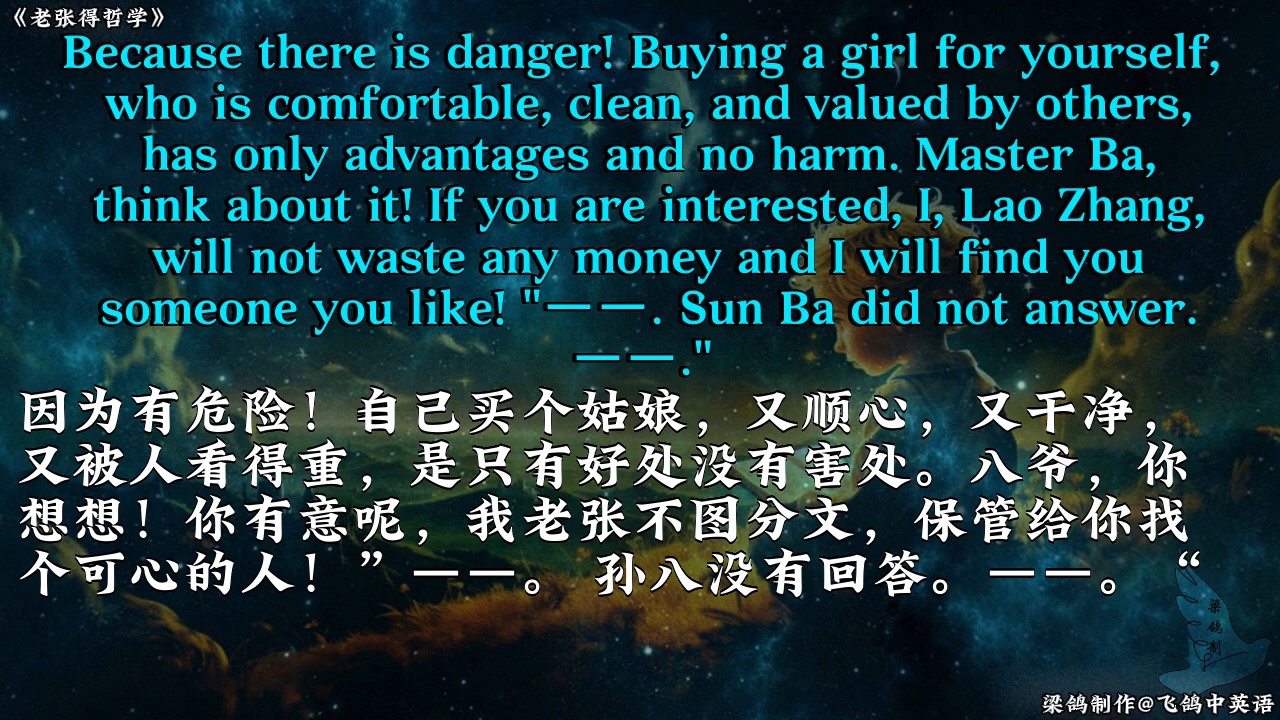 《老张得哲学》
Because there is danger! Buying a girl for yourself,
who is comfortable, clean, and valued by others,
has only advantages and no harm. Master Ba,
think about it! If you are interested, I, Lao Zhang,
will not waste any money and I will find you
someone you like! "——. Sun Ba did not answer.
——."
因为有危险！自己买个姑娘，又顺心，又干净，
又被人看得重，是只有好处没有害处。八爷，你
想想！你有意呢，我老张不图分文，保管给你找
个可心的人！”——。 孙八没有回答。——。 “
梁鸽制
梁鸽制作@飞鸽中英语